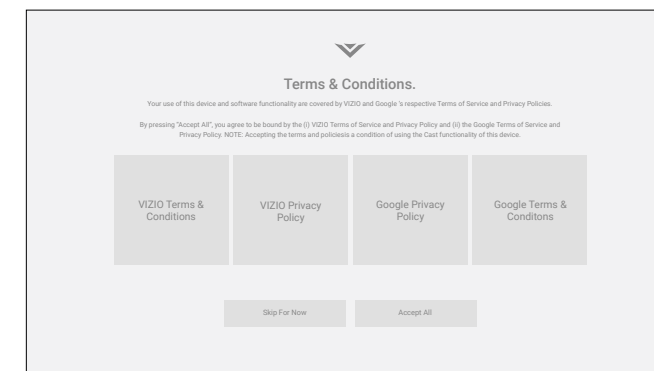 Terms & Conditions.
Your use of this device and software functionality are covered by VIZIO and Google 's respective Terms of Service and Privacy Policies.
By pressing "Accept All", you agree to be bound by the (i) VIZIO Terms of Service and Privacy Policy and (ii) the Google Terms of Service and
Privacy Policy. NOTE: Accepting the terms and policiesis a condition of using the Cast functionality of this device.
VIZIO Terms &
Conditions
VIZIO Privacy
Policy
Google Privacy
Policy
Google Terms &
Conditons
Skip For Now
Accept All